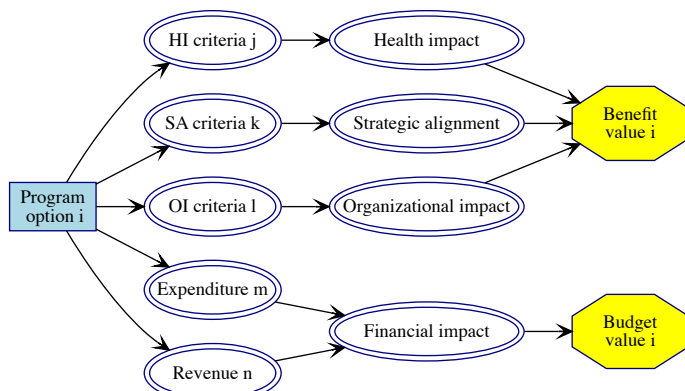 HI criteria j
Health impact
SA criteria k
Strategic alignment
Benefit
value i
Program
option i
OI criteria l
Organizational impact
Expenditure m
Financial impact
Budget
value i
Revenue n